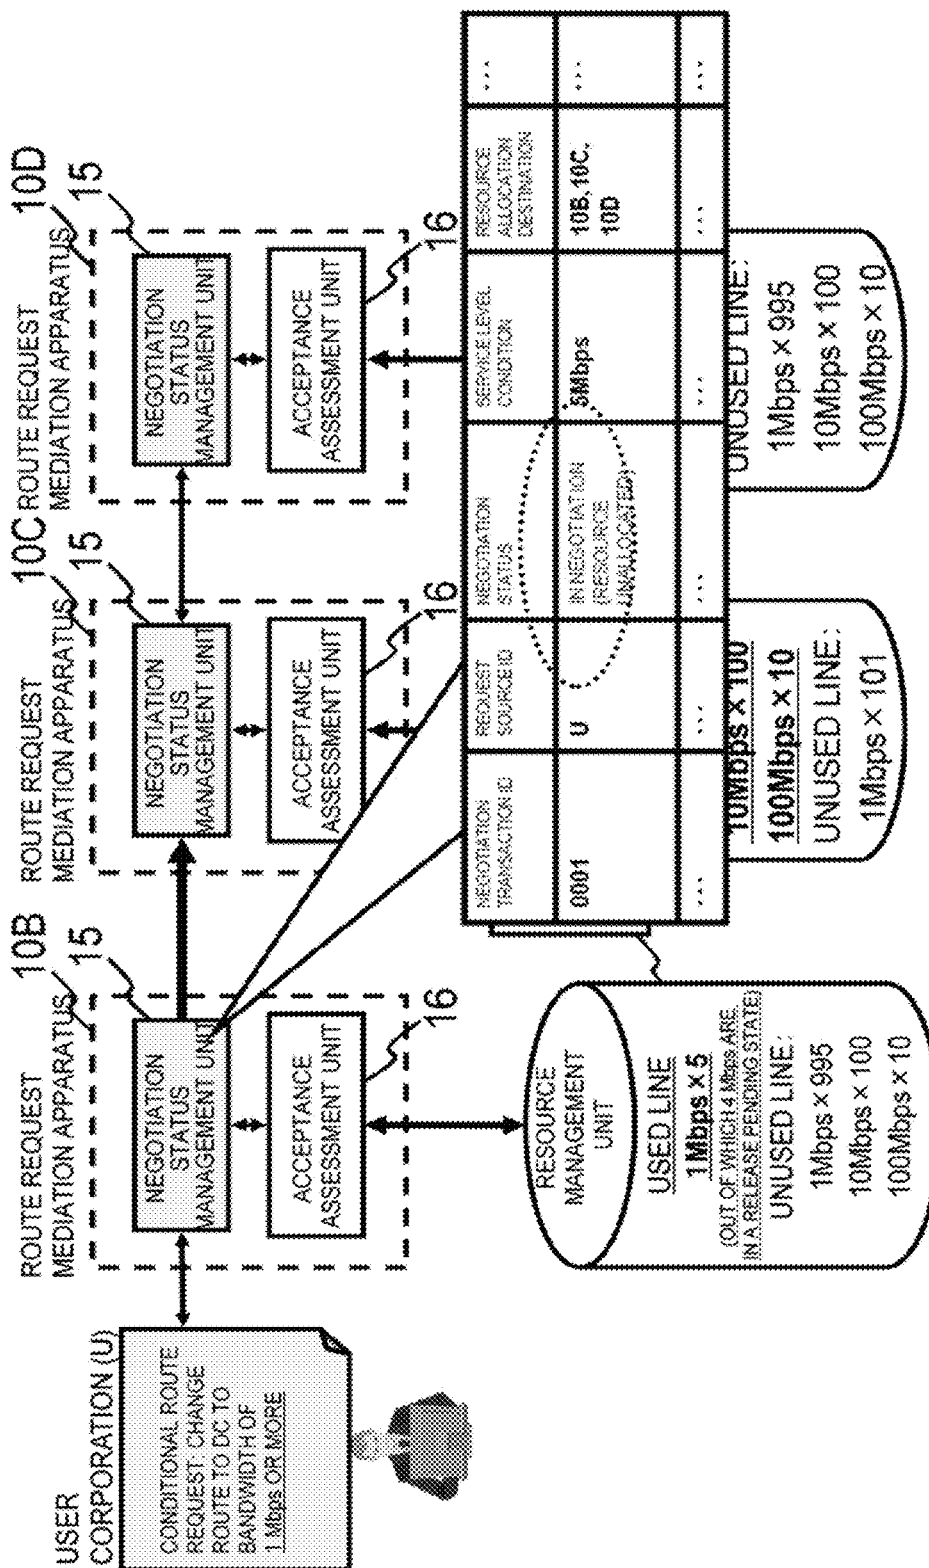 USER
CORPORATION (U)
CONDITIONAL ROUTE
REQUEST: CHANGE
ROUTE TO DC TO
BANDWIDTH OF
1 Mbps OR MORE
10B
ROUTE REQUEST
MEDIATION APPARATUS
15
NEGOTIATION
STATUS
MANAGEMENT UNIT
ACCEPTANCE
ASSESSMENT UNIT
16
RESOURCE
MANAGEMENT
UNIT
USED LINE
1Mbps × 5
(OUT OF WHICH 4 Mbps ARE
IN A RELEASE PENDING STATE)
UNUSED LINE:
1Mbps × 995
10Mbps × 100
100Mbps × 10
10C
ROUTE REQUEST
MEDIATION APPARATUS
15
NEGOTIATION
STATUS
MANAGEMENT UNIT
ACCEPTANCE
ASSESSMENT UNIT
16
10Mbps × 100
100Mbps × 10
UNUSED LINE:
1Mbps × 101
10D
ROUTE REQUEST
MEDIATION APPARATUS
15
NEGOTIATION
STATUS
MANAGEMENT UNIT
ACCEPTANCE
ASSESSMENT UNIT
16
UNUSED LINE:
1Mbps × 995
10Mbps × 100
100Mbps × 10
NEGOTIATION
TRANSACTION ID
REQUEST
SOURCE ID
NEGOTIATION
STATUS
SERVICE LEVEL
CONDITION
RESOURCE
ALLOCATION
DESTINATION
...
0001
U
IN NEGOTIATION
(RESOURCE
UNALLOCATED)
5Mbps
10B, 10C,
10D
...
...
...
...
...
...
...